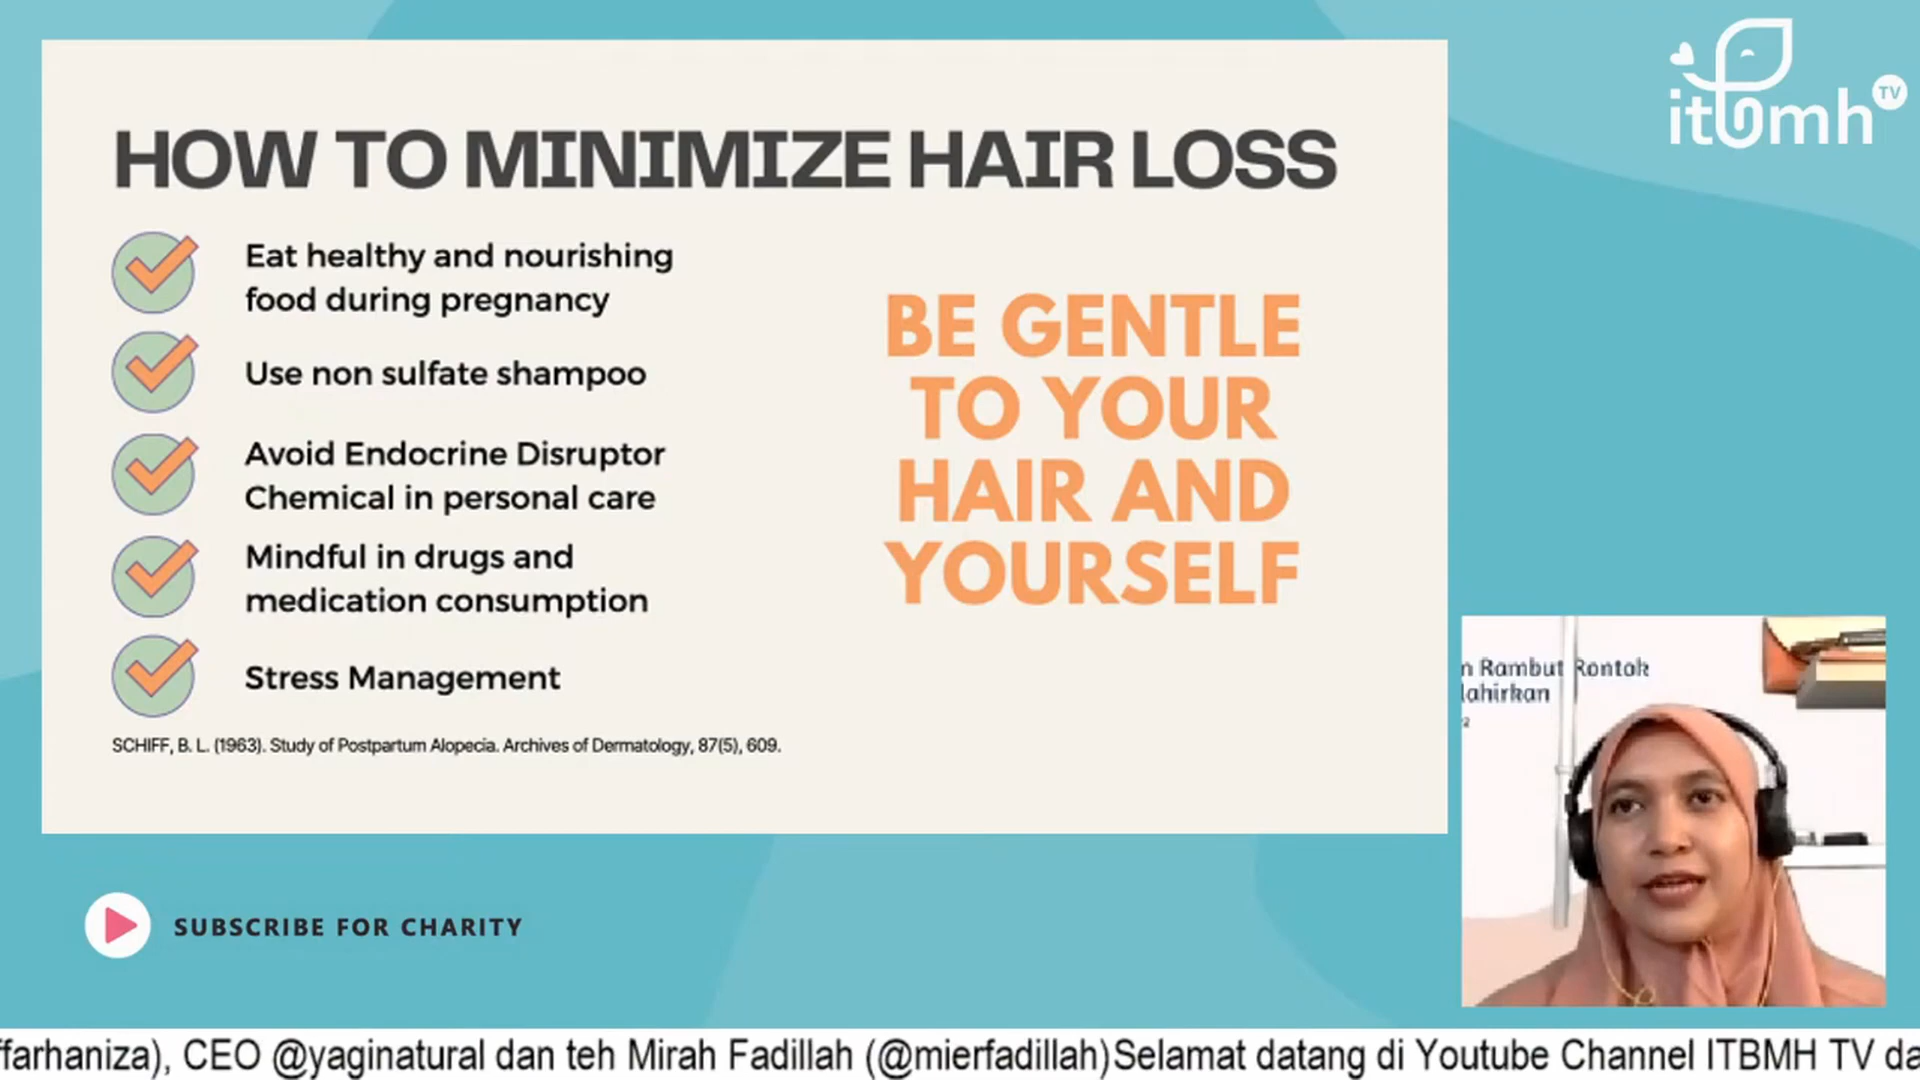 itbmh TV
HOW TO MINIMIZE HAIR LOSS
Eat healthy and nourishing
food during pregnancy
Use non sulfate shampoo
Avoid Endocrine Disruptor
Chemical in personal care
Mindful in drugs and
medication consumption
Stress Management
SCHIFF, B. L. (1963). Study of Postpartum Alopecia. Archives of Dermatology, 87(5), 609.
BE GENTLE
TO YOUR
HAIR AND
YOURSELF
n Rambut Rontok
lahirkan
SUBSCRIBE FOR CHARITY
farhaniza), CEO @yaginatural dan teh Mirah Fadillah (@mierfadillah)Selamat datang di Youtube Channel ITBMH TV da